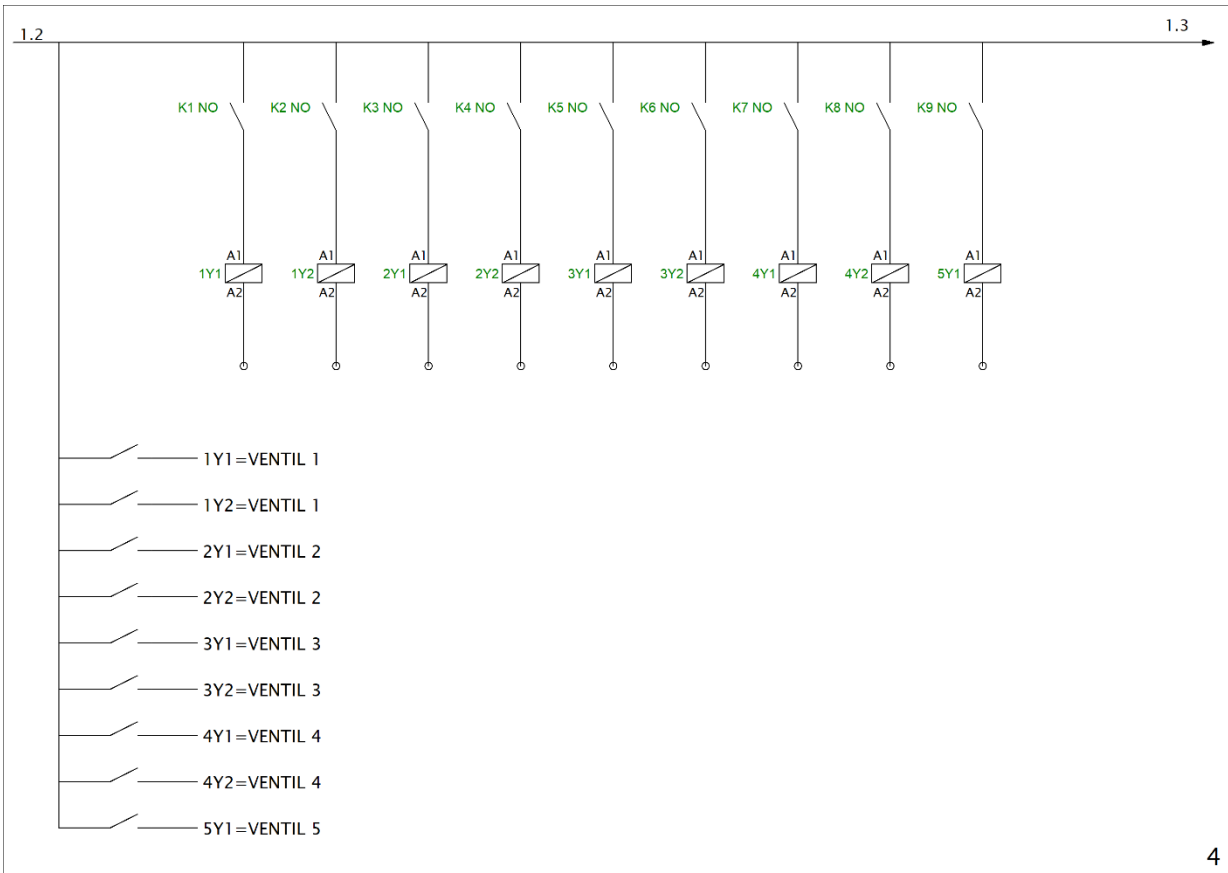 1.2 1.3
K1 NO K2 NO K3 NO K4 NO K5 NO K6 NO K7 NO K8 NO K9 NO
A1 A1 A1 A1 A1 A1 A1 A1 A1
1Y1 1Y2 2Y1 2Y2 3Y1 3Y2 4Y1 4Y2 5Y1
A2 A2 A2 A2 A2 A2 A2 A2 A2
1Y1=VENTIL 1
1Y2=VENTIL 1
2Y1=VENTIL 2
2Y2=VENTIL 2
3Y1=VENTIL 3
3Y2=VENTIL 3
4Y1=VENTIL 4
4Y2=VENTIL 4
5Y1=VENTIL 5
4